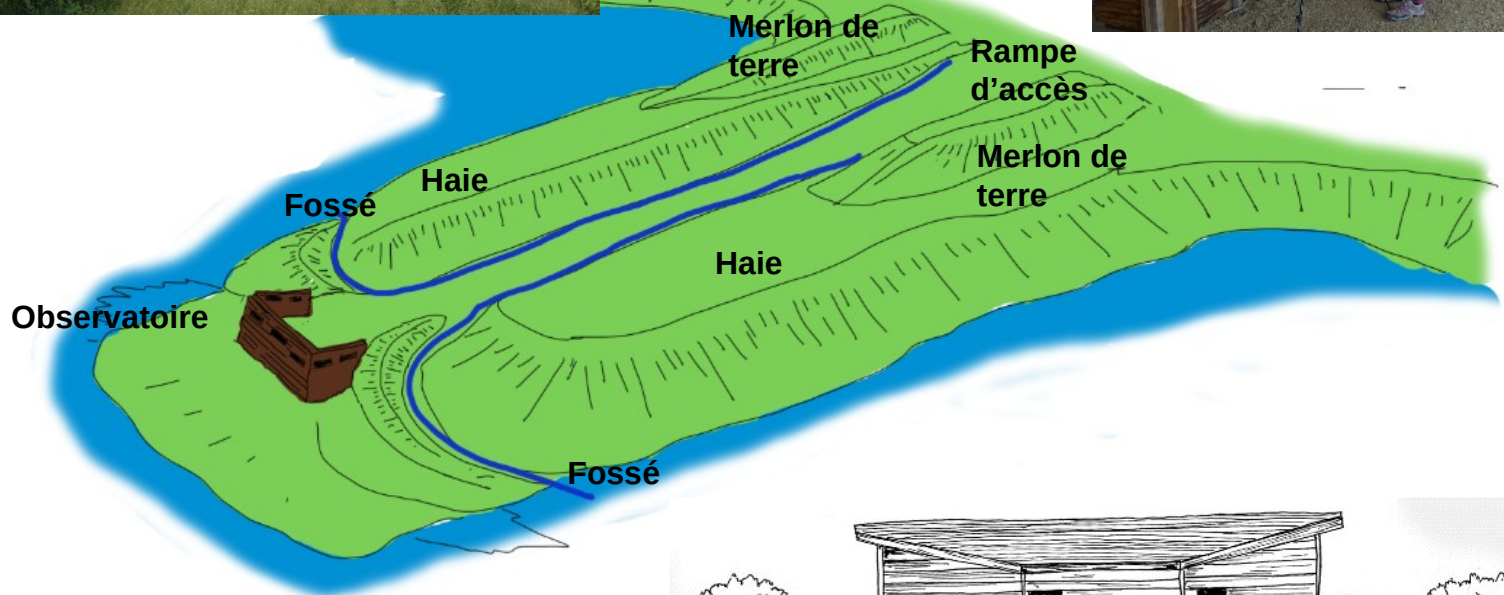 Merlon de
terre
Rampe
d’accès
Merlon de
terre
Haie
Fossé
Haie
Observatoire
Fossé